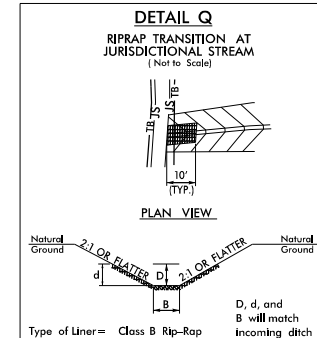 DETAIL Q
RIPRAP TRANSITION AT
JURISDICTIONAL STREAM
( Not to Scale)
TB
JS
JS
TB
10'
(TYP.)
PLAN VIEW
Natural
Ground
2:1 OR FLATTER
d
D
2:1 OR FLATTER
Natural
Ground
B
D, d, and
B will match
incoming ditch
Type of Liner= Class B Rip-Rap